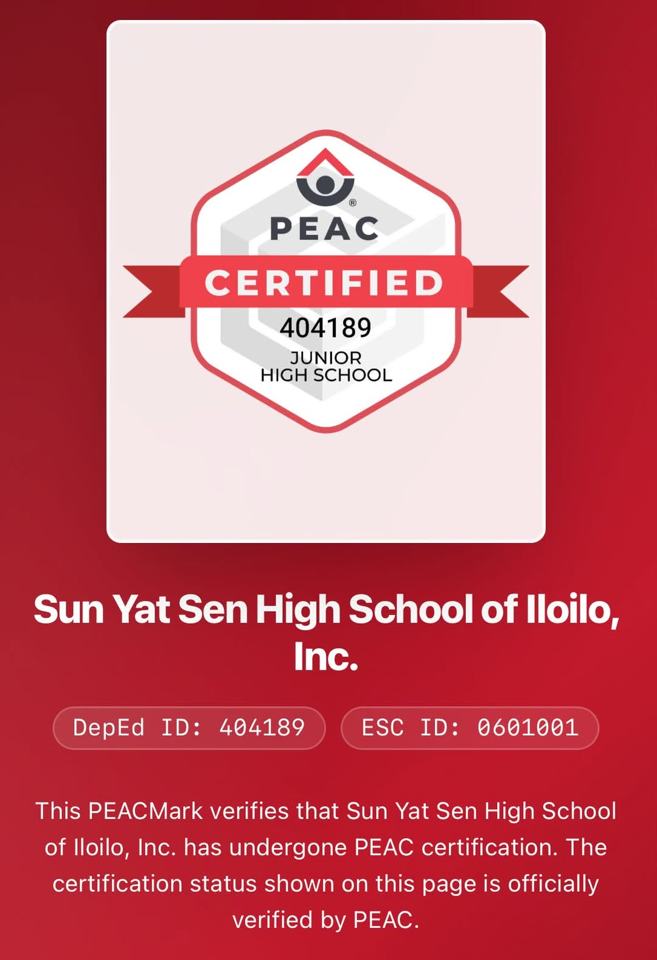 PEAC
®
CERTIFIED
404189
JUNIOR
HIGH SCHOOL
Sun Yat Sen High School of Iloilo,
Inc.
DepEd ID: 404189
ESC ID: 0601001
This PEACMark verifies that Sun Yat Sen High School
of Iloilo, Inc. has undergone PEAC certification. The
certification status shown on this page is officially
verified by PEAC.